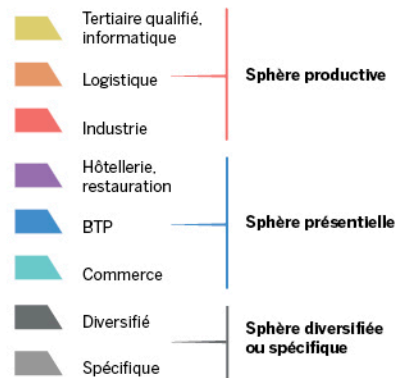 Tertiaire qualifié,
informatique
Logistique
Industrie
Sphère productive
Hôtellerie,
restauration
BTP
Commerce
Sphère présentielle
Diversifié
Spécifique
Sphère diversifiée
ou spécifique